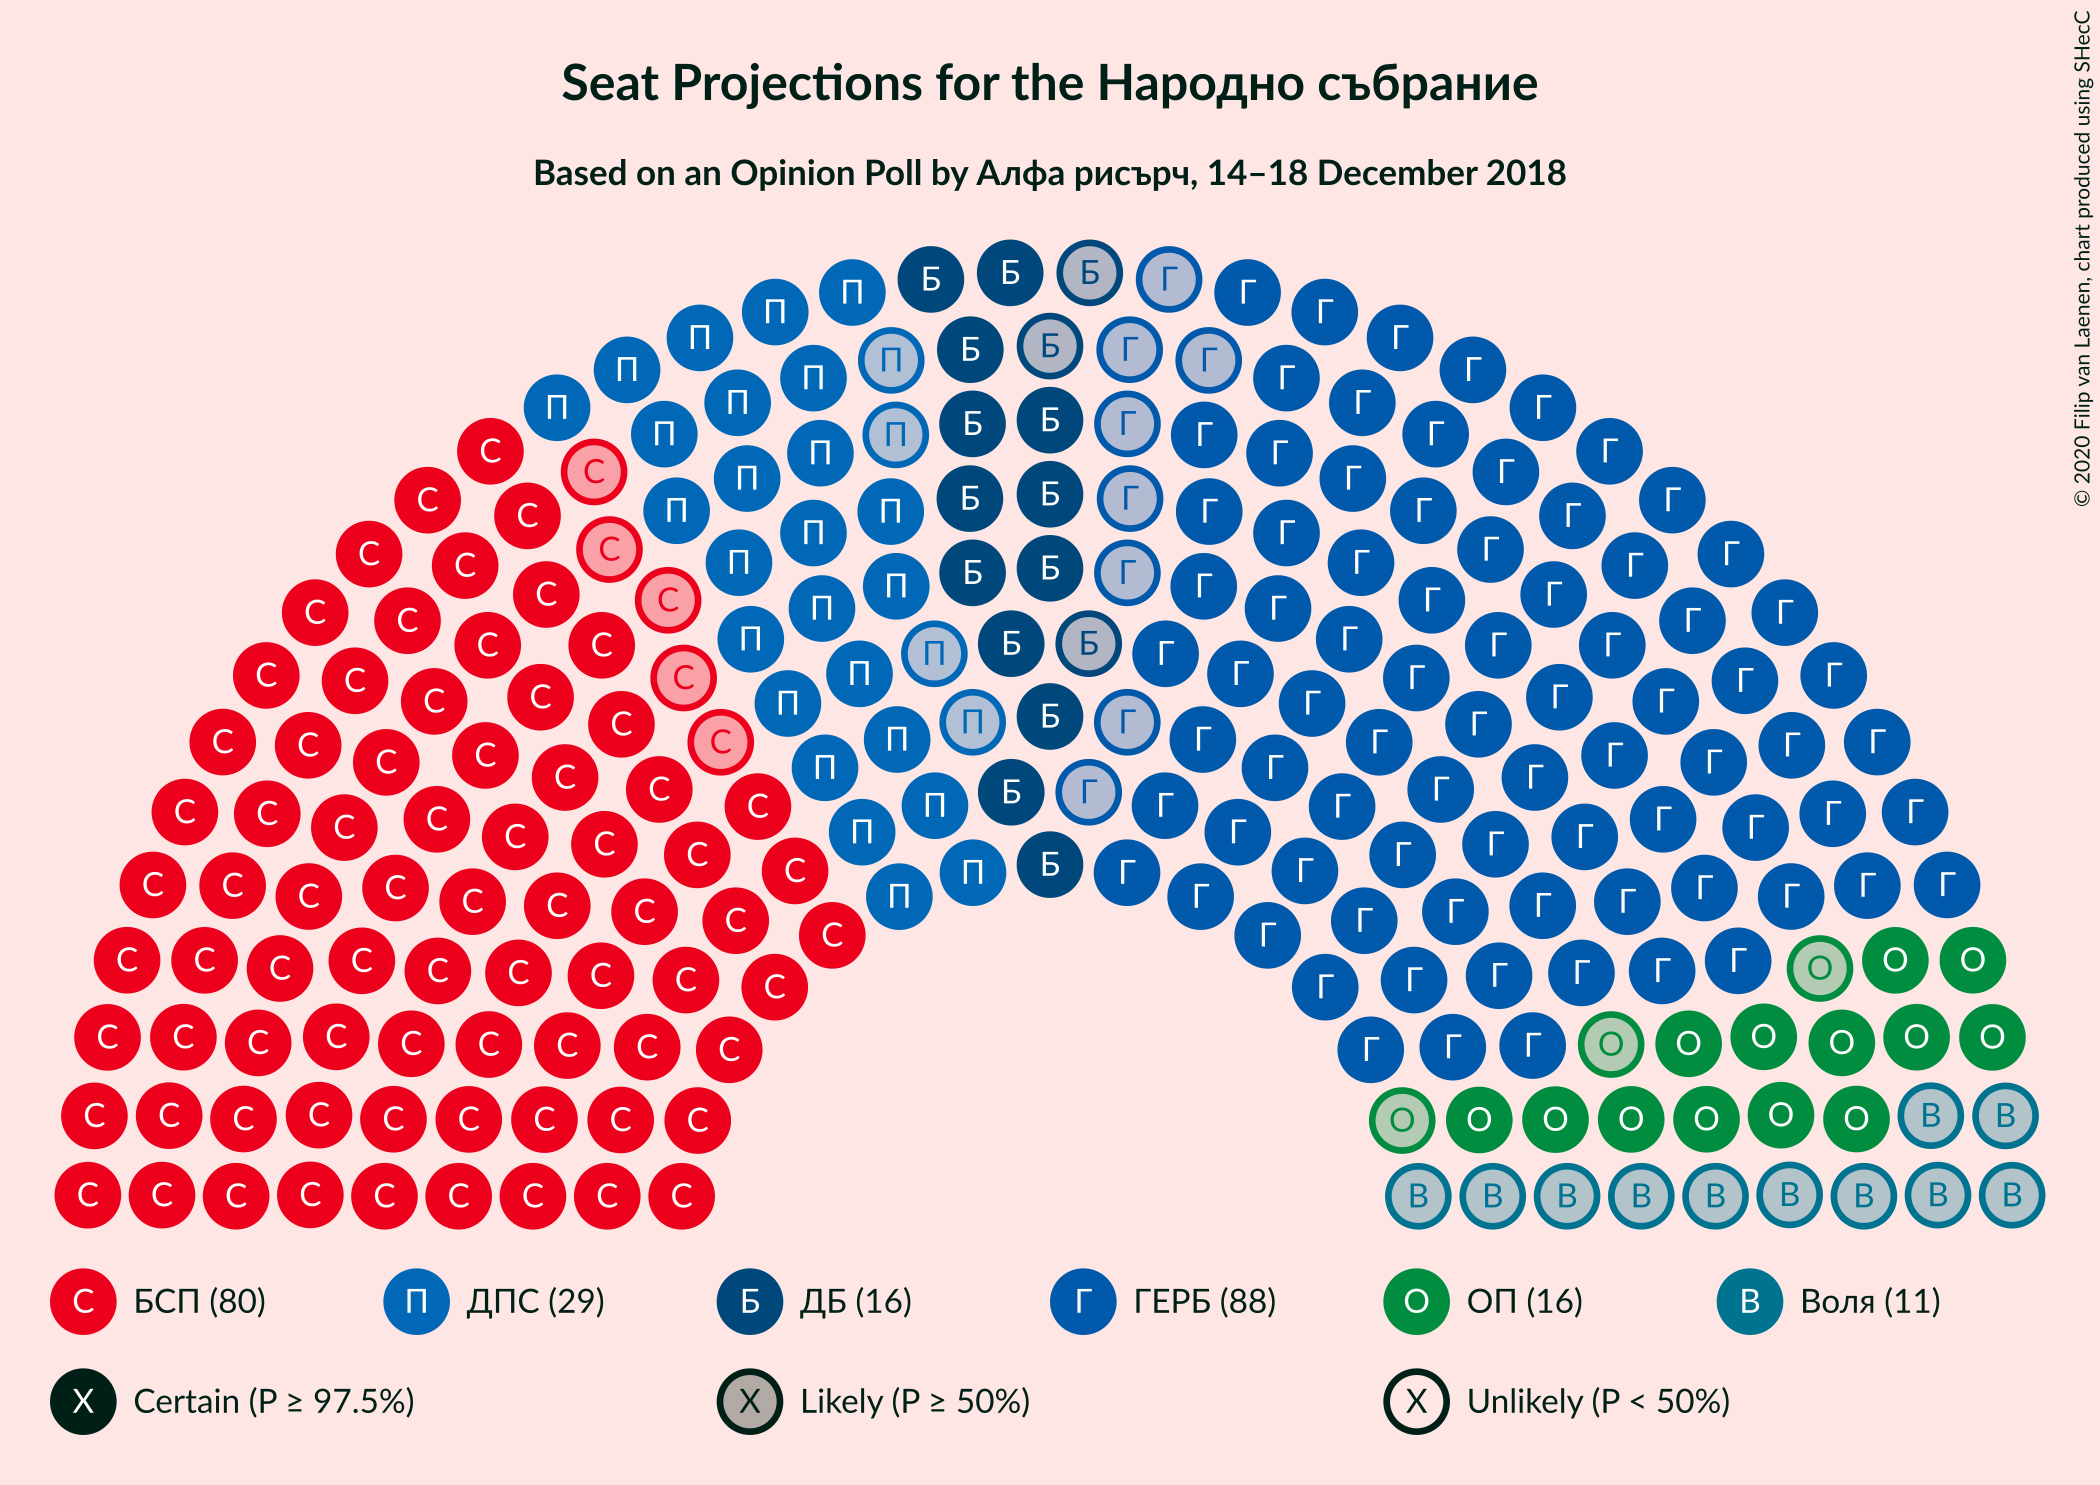 Seat Projections for the Народно събрание
Based on an Opinion Poll by Алфа рисърч, 14–18 December 2018
© 2020 Filip van Laenen, chart produced using SHecC
С БСП (80) П ДПС (29) Б ДБ (16) Г ГЕРБ (88) О ОП (16) В Воля (11)
X Certain (P ≥ 97.5%) X Likely (P ≥ 50%) X Unlikely (P < 50%)